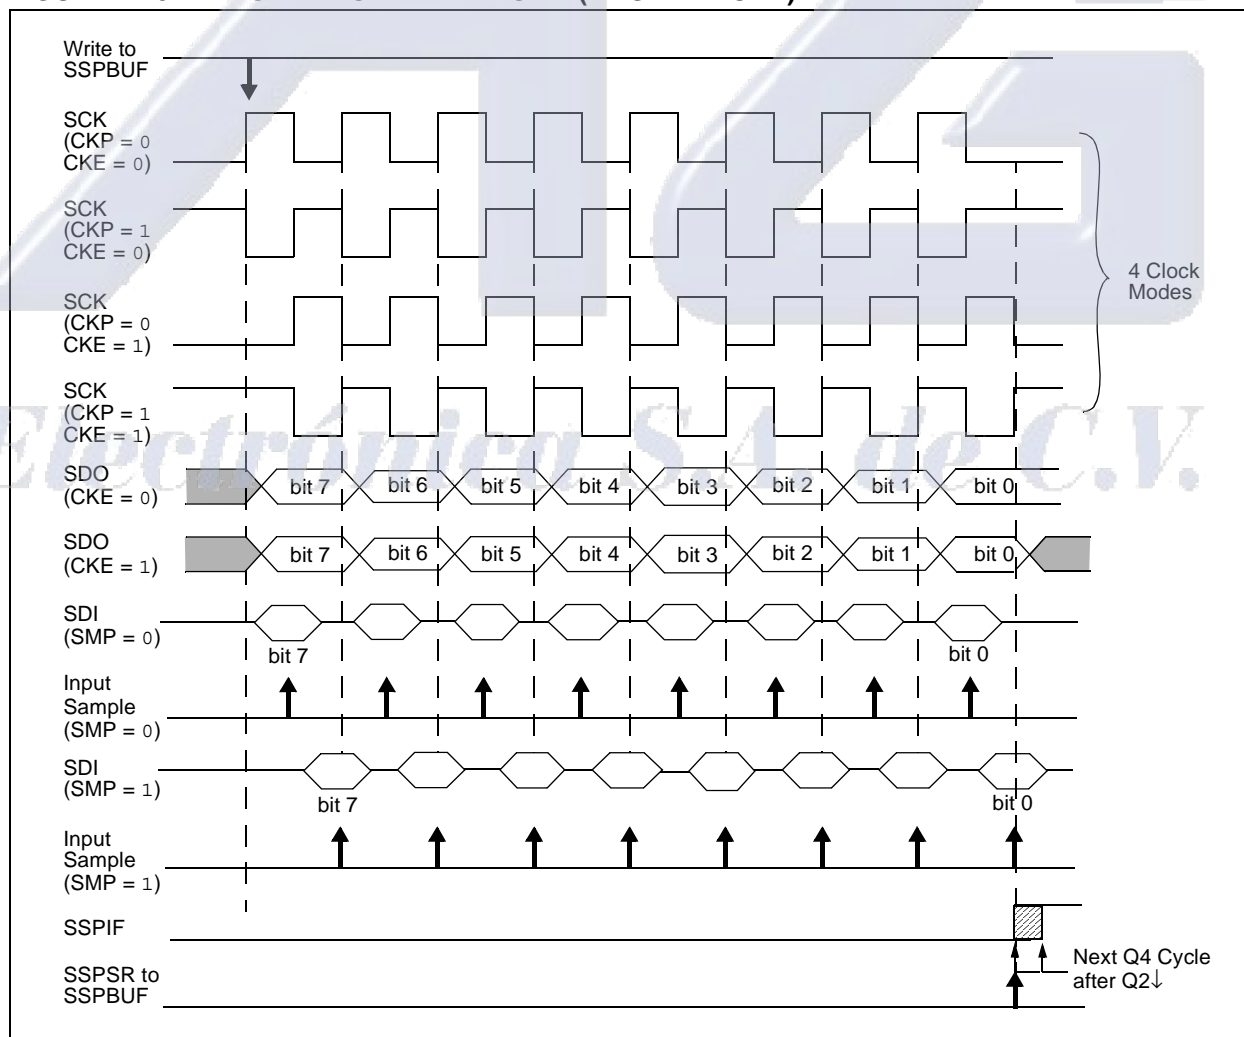 Write to
SSPBUF
SCK
(CKP = 0
CKE = 0)
SCK
(CKP = 1
CKE = 0)
4 Clock
Modes
SCK
(CKP = 0
CKE = 1)
SCK
(CKP = 1
CKE = 1)
Electrónica S.A. de C.V.
SDO
(CKE = 0)
bit 7 bit 6 bit 5 bit 4 bit 3 bit 2 bit 1 bit 0
SDO
(CKE = 1)
bit 7 bit 6 bit 5 bit 4 bit 3 bit 2 bit 1 bit 0
SDI
(SMP = 0)
bit 7 bit 0
Input
Sample
(SMP = 0)
SDI
(SMP = 1)
bit 7 bit 0
Input
Sample
(SMP = 1)
SSPIF
SSPSR to
SSPBUF
Next Q4 Cycle
after Q2↓